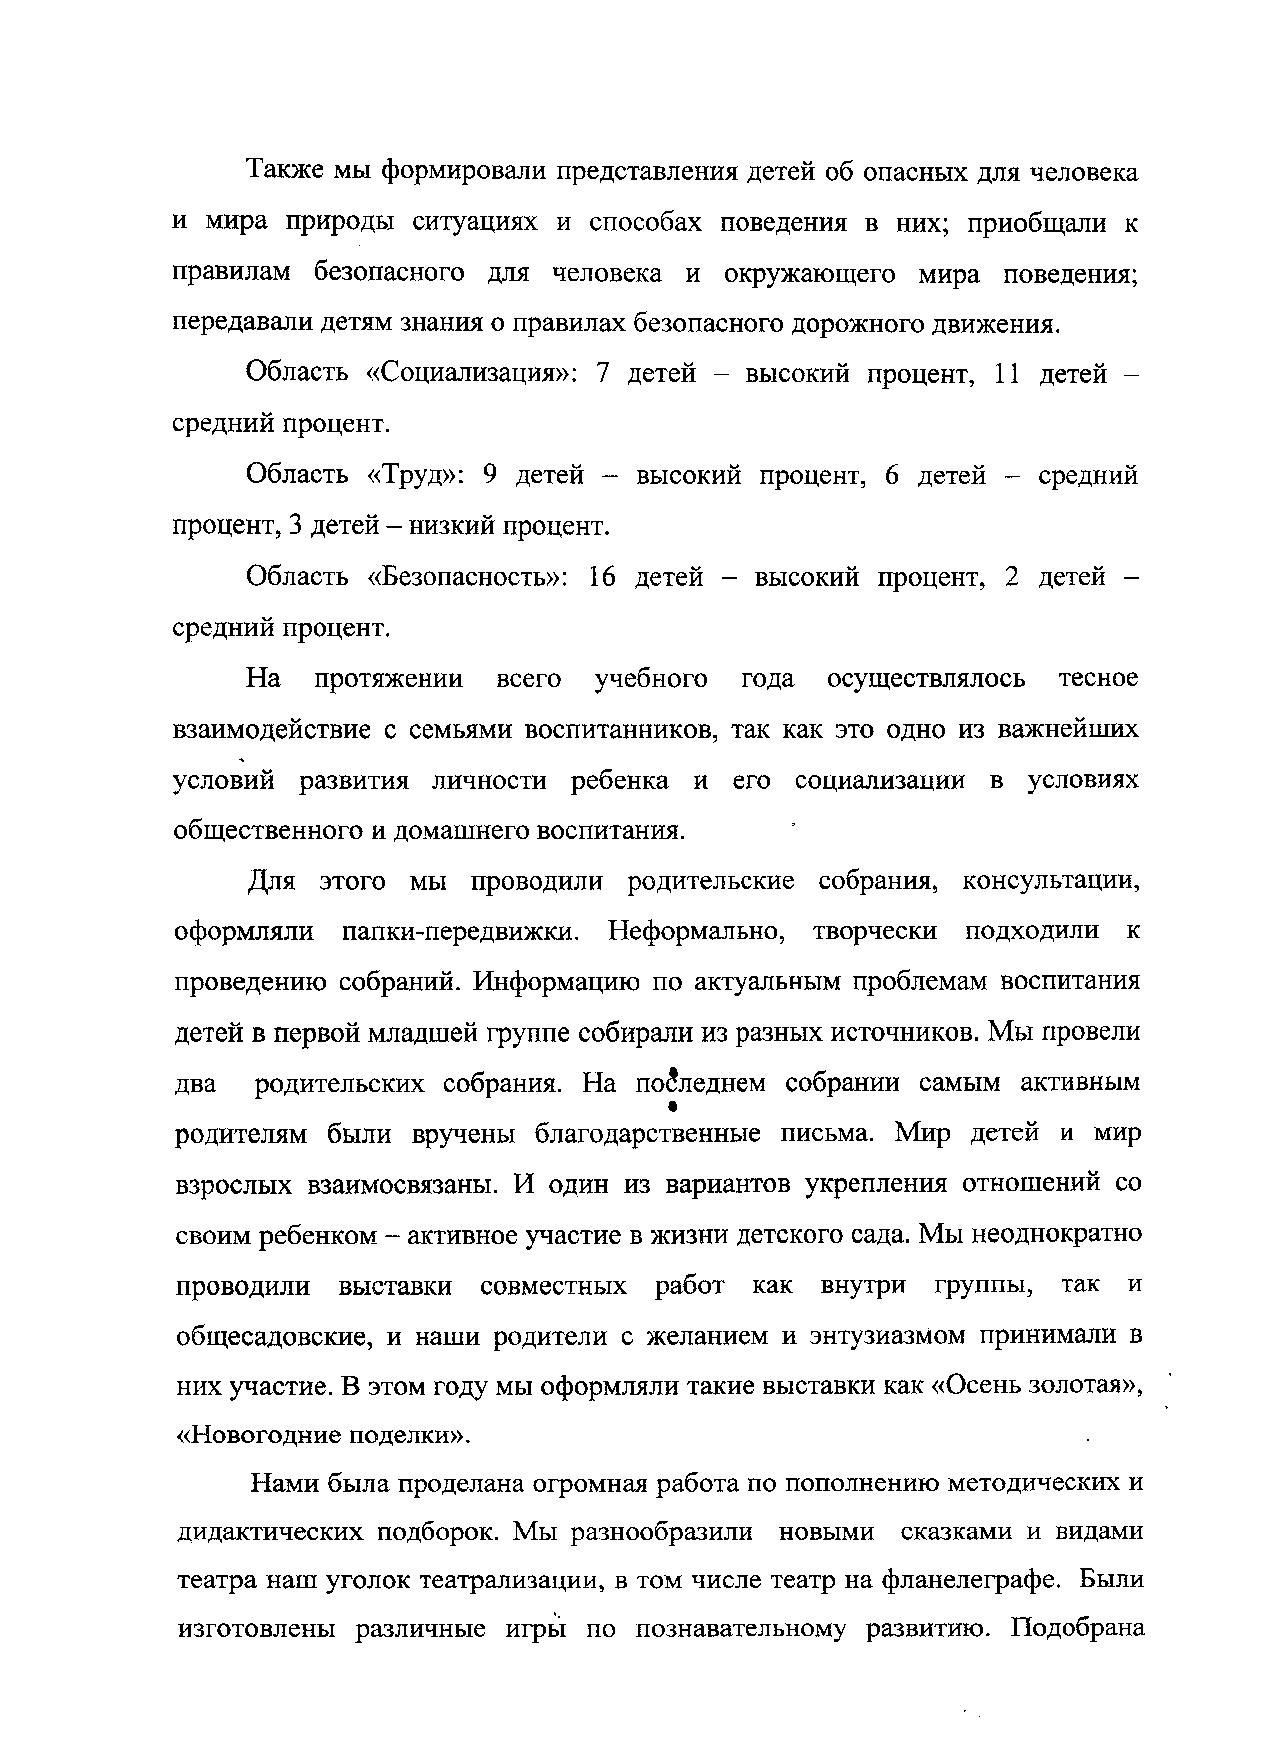 Также мы формировали представления детей об опасных для человека
и мира природы ситуациях и способах поведения в них; приобщали к
правилам безопасного для человека и окружающего мира поведения;
передавали детям знания о правилах безопасного дорожного движения.
Область «Социализация»: 7 детей – высокий процент, 11 детей –
средний процент.
Область «Труд»: 9 детей – высокий процент, 6 детей – средний
процент, 3 детей – низкий процент.
Область «Безопасность»: 16 детей – высокий процент, 2 детей –
средний процент.
На протяжении всего учебного года осуществлялось тесное
взаимодействие с семьями воспитанников, так как это одно из важнейших
условий развития личности ребенка и его социализации в условиях
общественного и домашнего воспитания.
Для этого мы проводили родительские собрания, консультации,
оформляли папки-передвижки. Неформально, творчески подходили к
проведению собраний. Информацию по актуальным проблемам воспитания
детей в первой младшей группе собирали из разных источников. Мы провели
два родительских собрания. На последнем собрании самым активным
родителям были вручены благодарственные письма. Мир детей и мир
взрослых взаимосвязаны. И один из вариантов укрепления отношений со
своим ребенком – активное участие в жизни детского сада. Мы неоднократно
проводили выставки совместных работ как внутри группы, так и
общесадовские, и наши родители с желанием и энтузиазмом принимали в
них участие. В этом году мы оформляли такие выставки как «Осень золотая»,
«Новогодние поделки».
Нами была проделана огромная работа по пополнению методических и
дидактических подборок. Мы разнообразили новыми сказками и видами
театра наш уголок театрализации, в том числе театр на фланелеграфе. Были
изготовлены различные игры по познавательному развитию. Подобрана